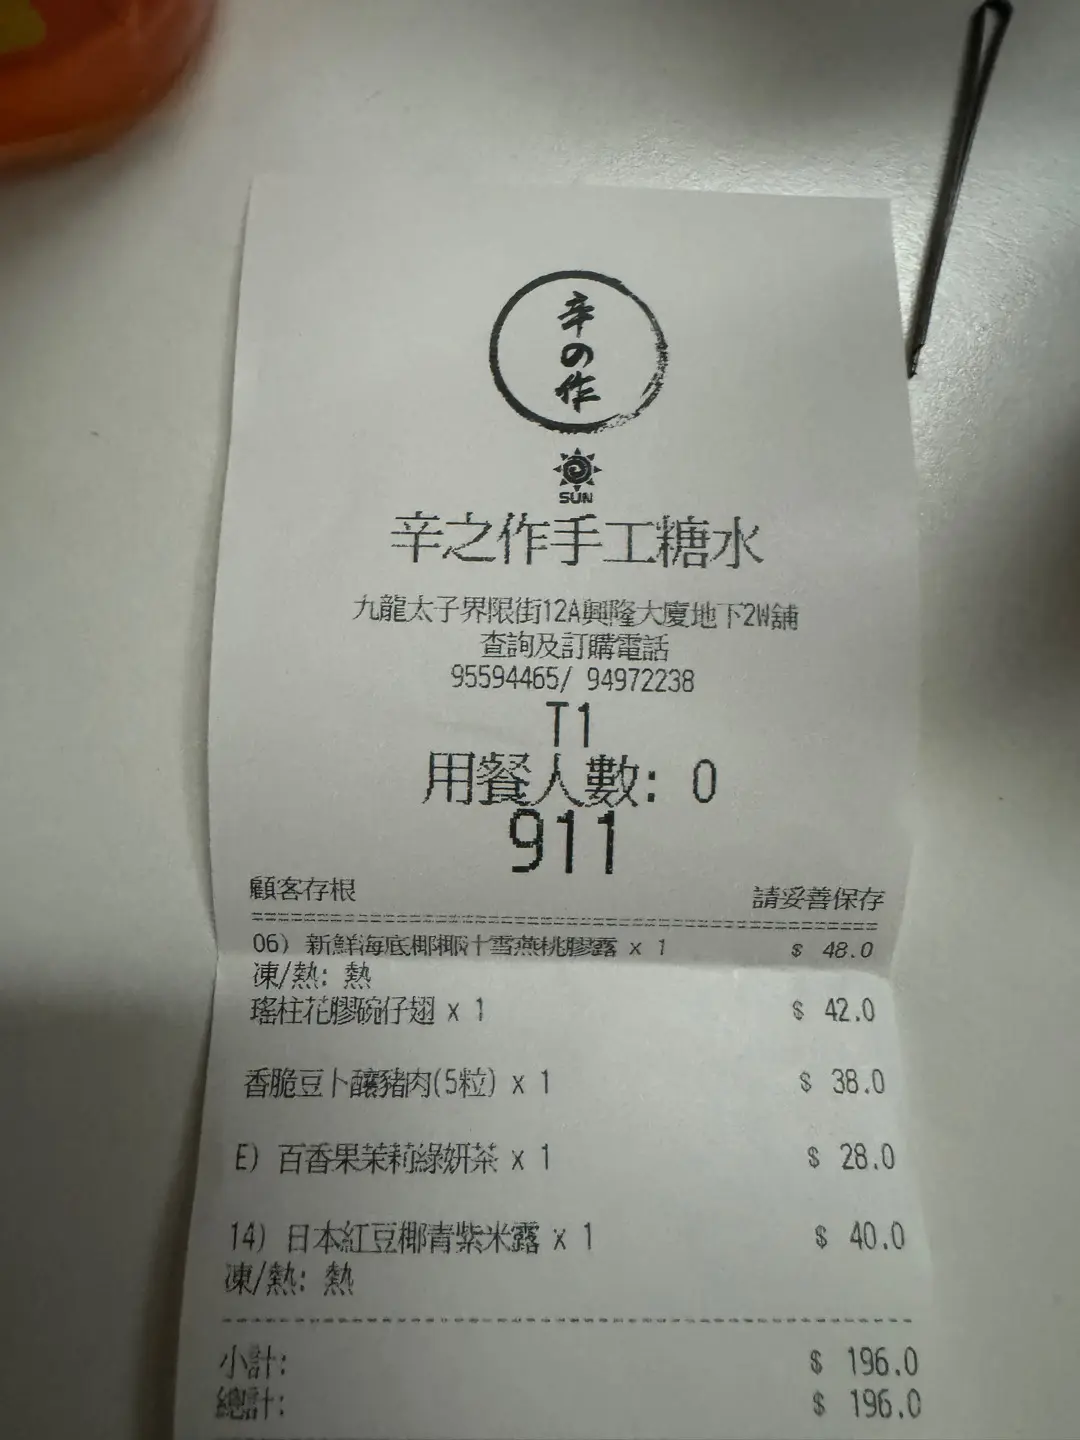 辛の作
SUN
辛之作手工糖水
九龍太子界限街12A興隆大廈地下2W舖
查詢及訂購電話
95594465/ 94972238
T1
用餐人數: 0
911
顧客存根 請妥善保存
06) 新鮮海底椰椰汁雪燕桃膠露 x 1 $ 48.0
凍/熱: 熱
瑤柱花膠碗仔翅 x 1 $ 42.0
香脆豆卜釀豬肉(5粒) x 1 $ 38.0
E) 百香果茉莉綠妍茶 x 1 $ 28.0
14) 日本紅豆椰青紫米露 x 1 $ 40.0
凍/熱: 熱
小計: $ 196.0
總計: $ 196.0